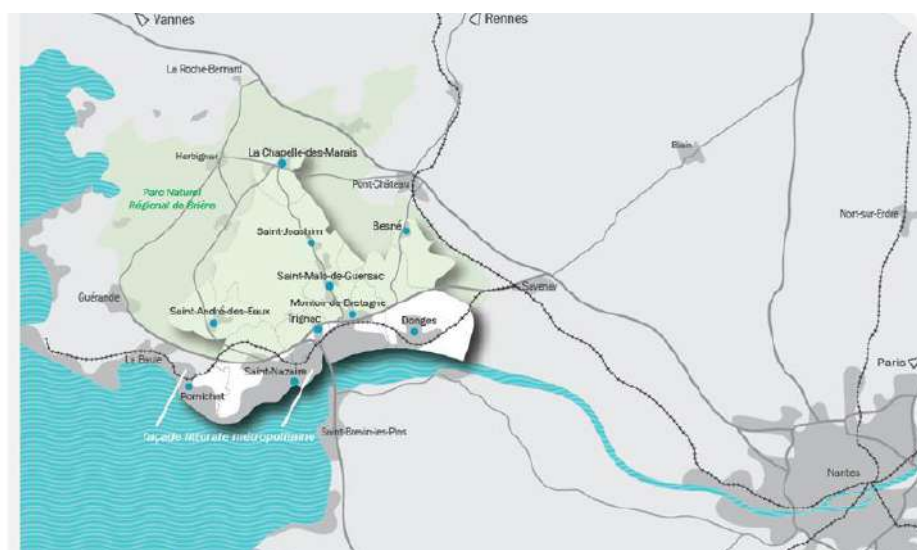 Vannes
Rennes
La Roche-Bernard
Herbignac
La Chapelle-des-Marais
Blain
Pont-Château
Parc Naturel
Régional de Brière
Nort-sur-Erdre
Besné
Saint-Joachim
Saint-Malo-de-Guersac
Savenay
Guérande
Montoir-de-Bretagne
Saint-André-des-Eaux
Trignac
Donges
La Baule
Paris
Saint-Nazaire
Pornichet
façade littorale métropolitaine
Saint-Brevin-les-Pins
Nantes